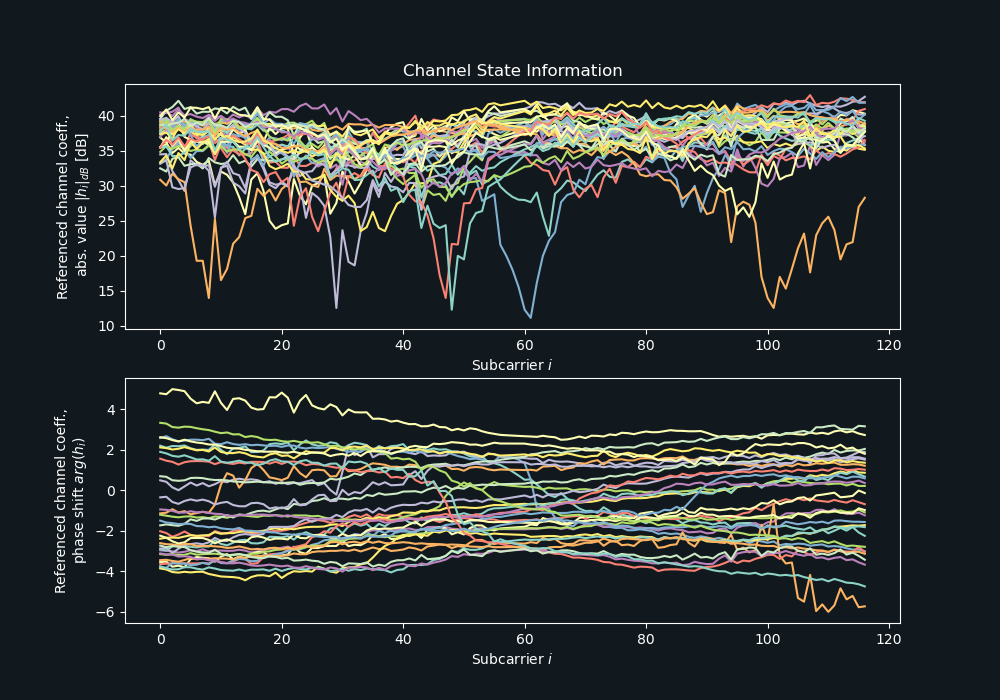 Channel State Information
Referenced channel coeff.,
abs. value |h_i|_{dB} [dB]
40
35
30
25
20
15
10
0 20 40 60 80 100 120
Subcarrier i
Referenced channel coeff.,
phase shift arg(h_i)
4
2
0
−2
−4
−6
0 20 40 60 80 100 120
Subcarrier i